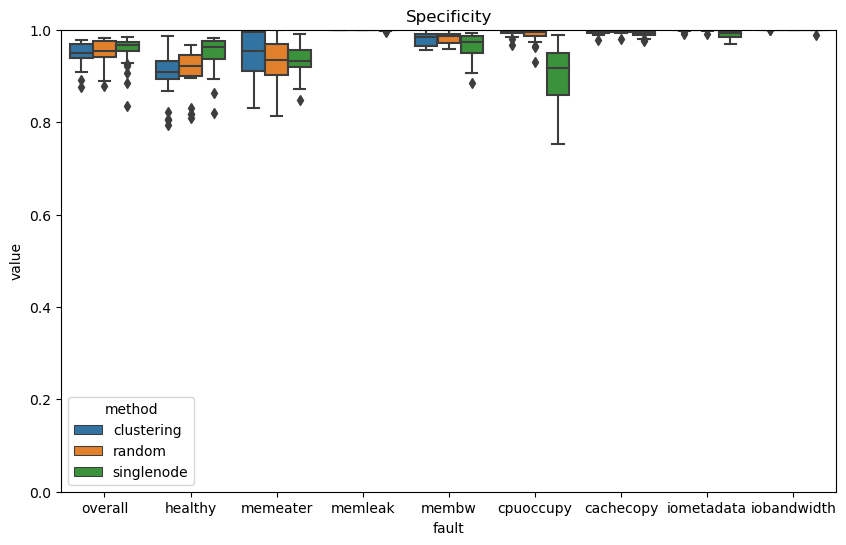 Specificity
value
1.0
0.8
0.6
0.4
0.2
0.0
method
clustering
random
singlenode
overall healthy memeater memleak membw cpuoccupy cachecopy iometadata iobandwidth
fault